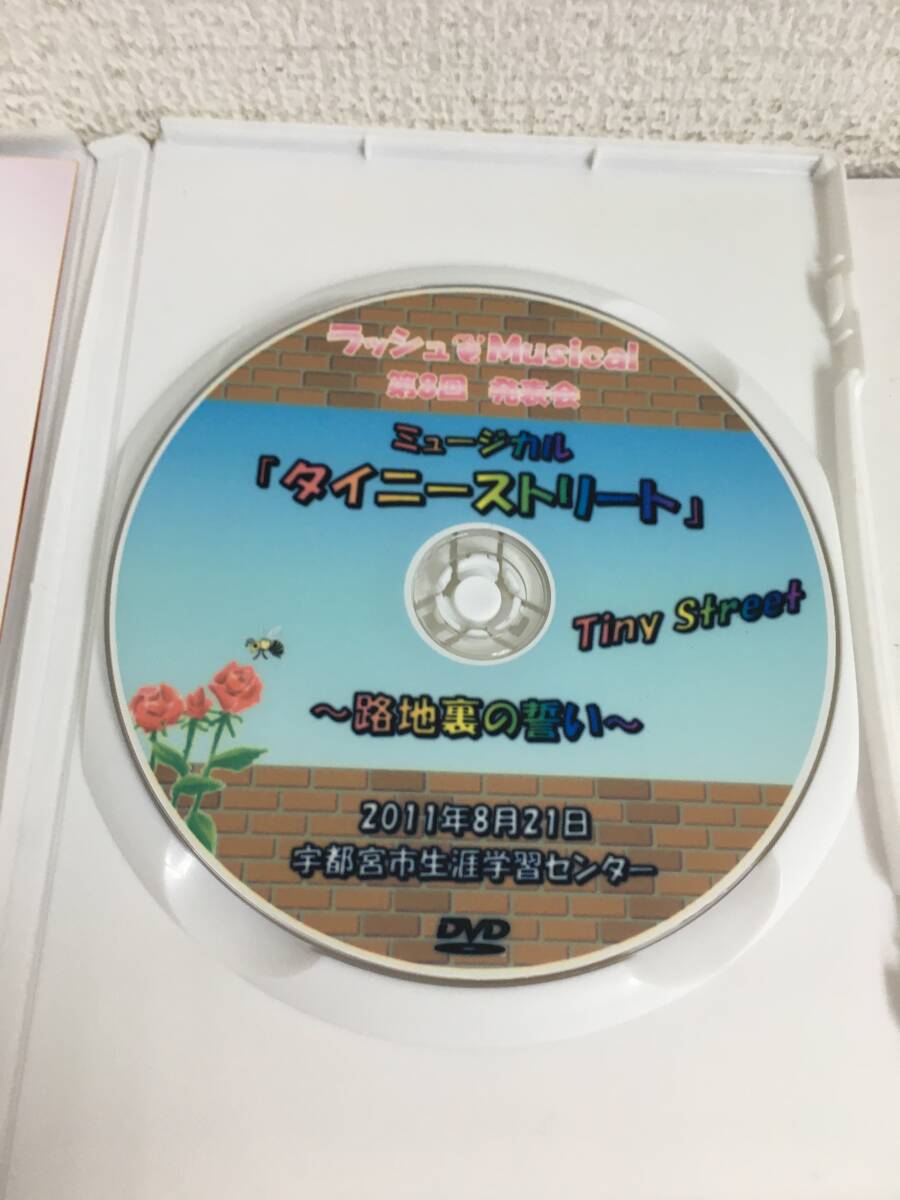 ラッシュ Musical
第8回 発表会
ミュージカル
「タイニーストリート」
Tiny Street
～路地裏の誓い～
2011年8月21日
宇都宮市生涯学習センター
DVD